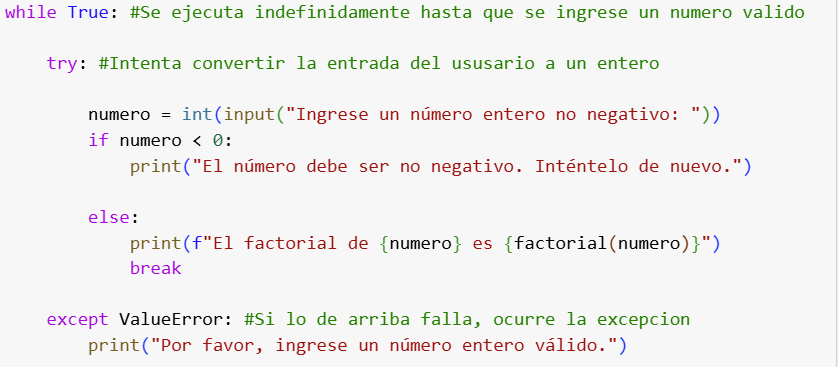 while True: #Se ejecuta indefinidamente hasta que se ingrese un numero valido
try: #Intenta convertir la entrada del ususario a un entero
numero = int(input("Ingrese un número entero no negativo: "))
if numero < 0:
print("El número debe ser no negativo. Inténtelo de nuevo.")
else:
print(f"El factorial de {numero} es {factorial(numero)}")
break
except ValueError: #Si lo de arriba falla, ocurre la excepcion
print("Por favor, ingrese un número entero válido.")